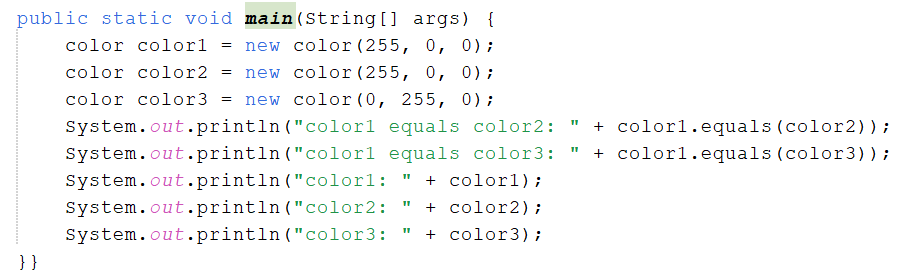 public static void main(String[] args) {
    color color1 = new color(255, 0, 0);
    color color2 = new color(255, 0, 0);
    color color3 = new color(0, 255, 0);
    System.out.println("color1 equals color2: " + color1.equals(color2));
    System.out.println("color1 equals color3: " + color1.equals(color3));
    System.out.println("color1: " + color1);
    System.out.println("color2: " + color2);
    System.out.println("color3: " + color3);
}}